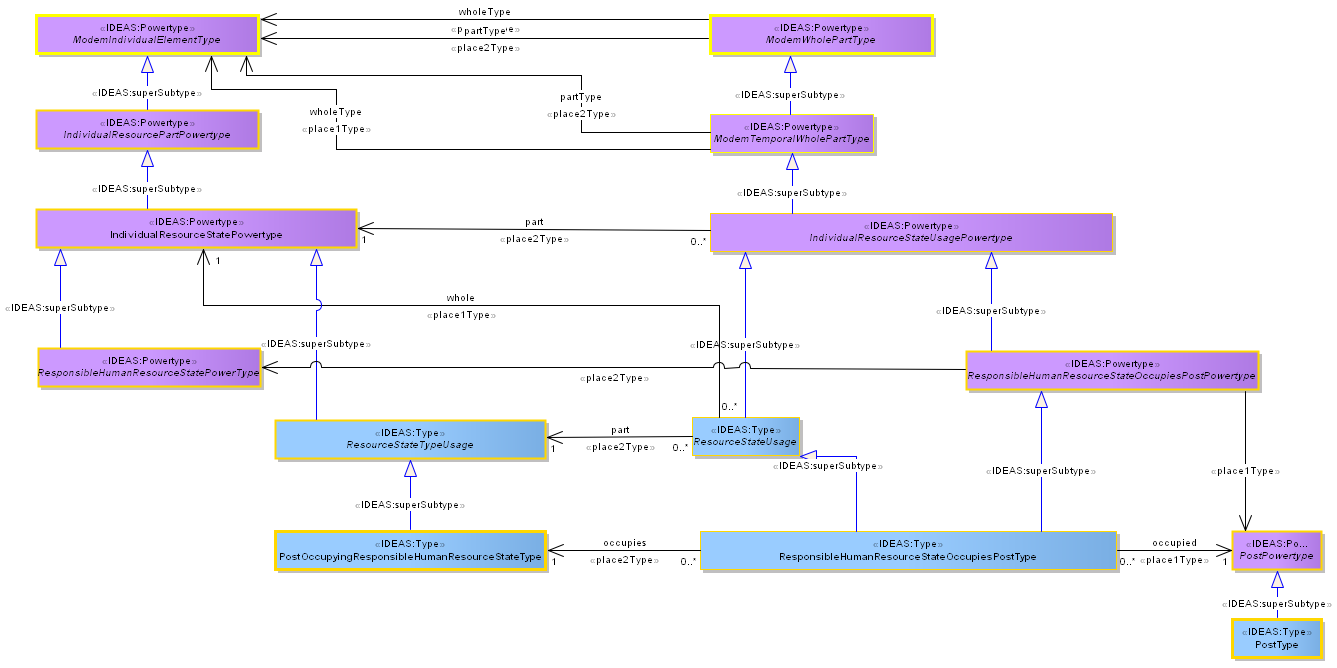 wholeType
«IDEAS:Powertype»
ModemIndividualElementType
partType
«place2Type»
«IDEAS:Powertype»
ModemWholePartType
«IDEAS:superSubtype»
«IDEAS:superSubtype»
partType
«place2Type»
wholeType
«place1Type»
«IDEAS:Powertype»
IndividualResourcePartPowertype
«IDEAS:Powertype»
ModemTemporalWholePartType
«IDEAS:superSubtype»
«IDEAS:superSubtype»
«IDEAS:Powertype»
IndividualResourceStatePowertype
part
«place2Type»
1
0..*
«IDEAS:Powertype»
IndividualResourceStateUsagePowertype
1
«IDEAS:superSubtype»
whole
«place1Type»
«IDEAS:superSubtype»
«IDEAS:superSubtype»
«IDEAS:superSubtype»
«IDEAS:Powertype»
ResponsibleHumanResourceStatePowerType
«place2Type»
«IDEAS:Powertype»
ResponsibleHumanResourceStateOccupiesPostPowertype
0..*
«IDEAS:Type»
ResourceStateTypeUsage
part
«place2Type»
1
0..*
«IDEAS:Type»
ResourceStateUsage
«IDEAS:superSubtype»
«IDEAS:superSubtype»
«place1Type»
«IDEAS:superSubtype»
«IDEAS:Type»
PostOccupyingResponsibleHumanResourceStateType
occupies
«place2Type»
1
0..*
«IDEAS:Type»
ResponsibleHumanResourceStateOccupiesPostType
occupied
«place1Type»
0..*
1
«IDEAS:Po...
PostPowertype
«IDEAS:superSubtype»
«IDEAS:Type»
PostType